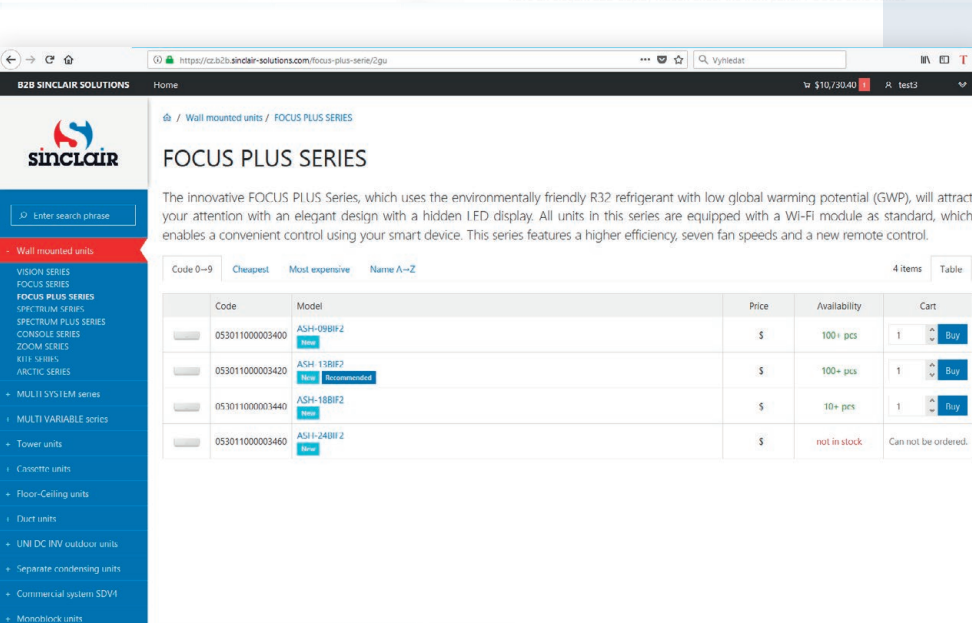 https://cz.b2b.sinclair-solutions.com/focus-plus-serie/2gu
Vyhledat
B2B SINCLAIR SOLUTIONS
Home
$10,730.40 1
test3
sinclair
/ Wall mounted units / FOCUS PLUS SERIES
FOCUS PLUS SERIES
The innovative FOCUS PLUS Series, which uses the environmentally friendly R32 refrigerant with low global warming potential (GWP), will attract
your attention with an elegant design with a hidden LED display. All units in this series are equipped with a Wi-Fi module as standard, which
enables a convenient control using your smart device. This series features a higher efficiency, seven fan speeds and a new remote control.
Enter search phrase
- Wall mounted units
VISION SERIES
FOCUS SERIES
FOCUS PLUS SERIES
SPECTRUM SERIES
SPECTRUM PLUS SERIES
CONSOLE SERIES
ZOOM SERIES
KITE SERIES
ARCTIC SERIES
+ MULTI SYSTEM series
+ MULTI VARIABLE series
+ Tower units
+ Cassette units
+ Floor-Ceiling units
+ Duct units
+ UNI DC INV outdoor units
+ Separate condensing units
+ Commercial system SDV4
+ Monoblock units
Code 0→9 Cheapest Most expensive Name A→Z 4 items Table
Code Model Price Availability Cart
053011000003400 ASH-09BIF2 $ 100+ pcs 1 Buy
New
053011000003420 ASH-13BIF2 $ 100+ pcs 1 Buy
New Recommended
053011000003440 ASH-18BIF2 $ 10+ pcs 1 Buy
New
053011000003460 ASH-24BIF2 $ not in stock Can not be ordered.
New